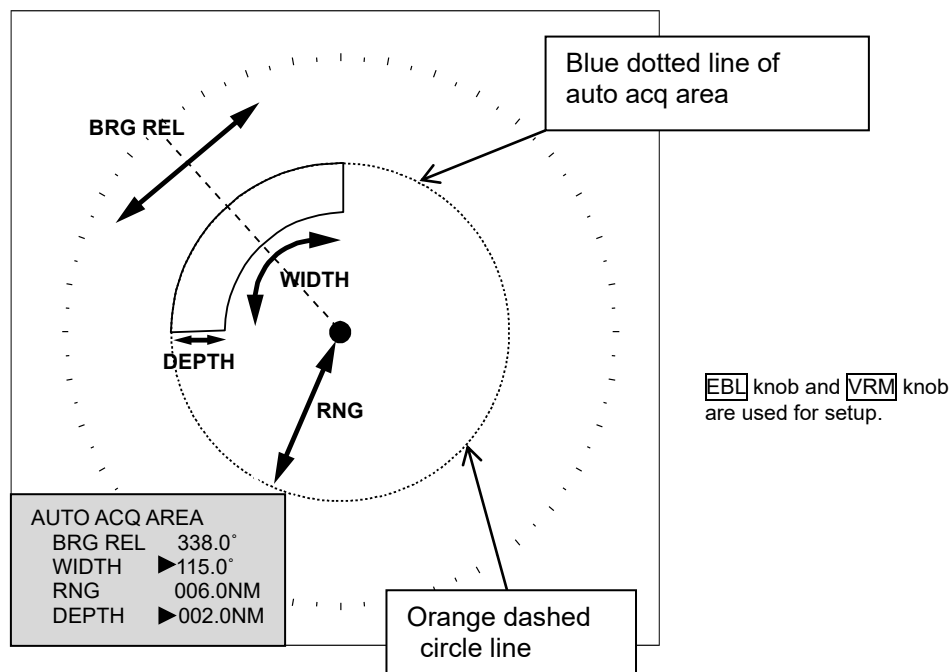 Blue dotted line of
auto acq area
BRG REL
WIDTH
DEPTH
RNG
EBL knob and VRM knob
are used for setup.
AUTO ACQ AREA
BRG REL 338.0°
WIDTH ▶115.0°
RNG 006.0NM
DEPTH ▶002.0NM
Orange dashed
circle line